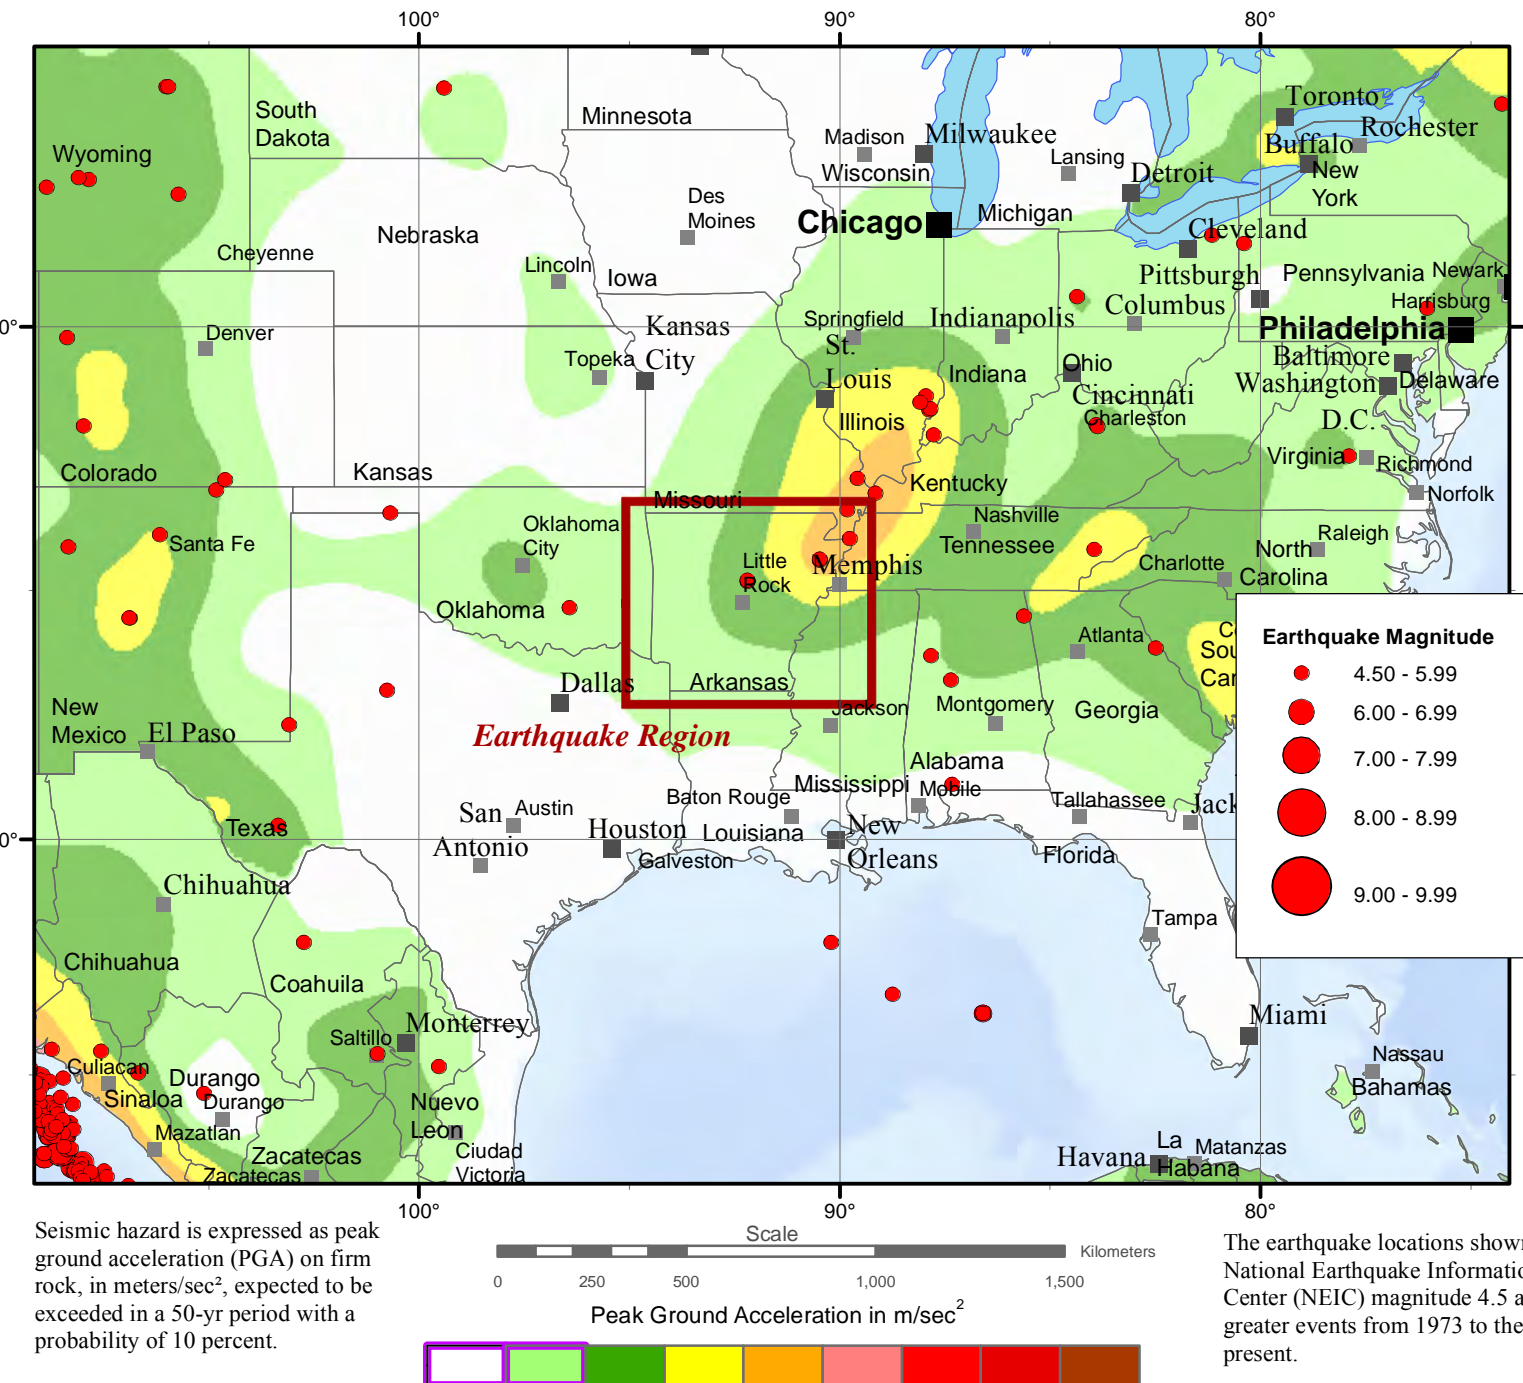 100°
90°
80°
South
Dakota
Minnesota
Madison
Milwaukee
Wisconsin
Lansing
Detroit
Toronto
Rochester
Buffalo
New
York
Wyoming
Des
Moines
Chicago
Michigan
Cleveland
Nebraska
Cheyenne
Lincoln
Iowa
Pittsburgh
Pennsylvania
Newark
Harrisburg
Columbus
Philadelphia
0°
Denver
Kansas
City
Topeka
Springfield
Indianapolis
St.
Louis
Indiana
Ohio
Cincinnati
Baltimore
Washington
D.C.
Delaware
Illinois
Charleston
Colorado
Kansas
Missouri
Kentucky
Virginia
Richmond
Norfolk
Santa Fe
Oklahoma
City
Nashville
Tennessee
Raleigh
North
Carolina
Charlotte
Little
Rock
Memphis
Oklahoma
Atlanta
Sou
Car
Dallas
Arkansas
New
Mexico
El Paso
Jackson
Montgomery
Georgia
Earthquake Region
Alabama
Mississippi
Mobile
Baton Rouge
Tallahassee
Jack
San
Antonio
Austin
Texas
Houston
Galveston
Louisiana
New
Orleans
Florida
0°
Chihuahua
Tampa
Chihuahua
Coahuila
Monterrey
Saltillo
Miami
Nassau
Bahamas
Culiacan
Sinaloa
Durango
Durango
Nuevo
Leon
Mazatlan
Zacatecas
Zacatecas
Ciudad
Victoria
Havana
La
Habana
Matanzas
Earthquake Magnitude
4.50 - 5.99
6.00 - 6.99
7.00 - 7.99
8.00 - 8.99
9.00 - 9.99
100°
90°
80°
Seismic hazard is expressed as peak
ground acceleration (PGA) on firm
rock, in meters/sec², expected to be
exceeded in a 50-yr period with a
probability of 10 percent.
Scale
Kilometers
0 250 500 1,000 1,500
Peak Ground Acceleration in m/sec²
The earthquake locations shown
National Earthquake Informatio
Center (NEIC) magnitude 4.5 a
greater events from 1973 to the
present.